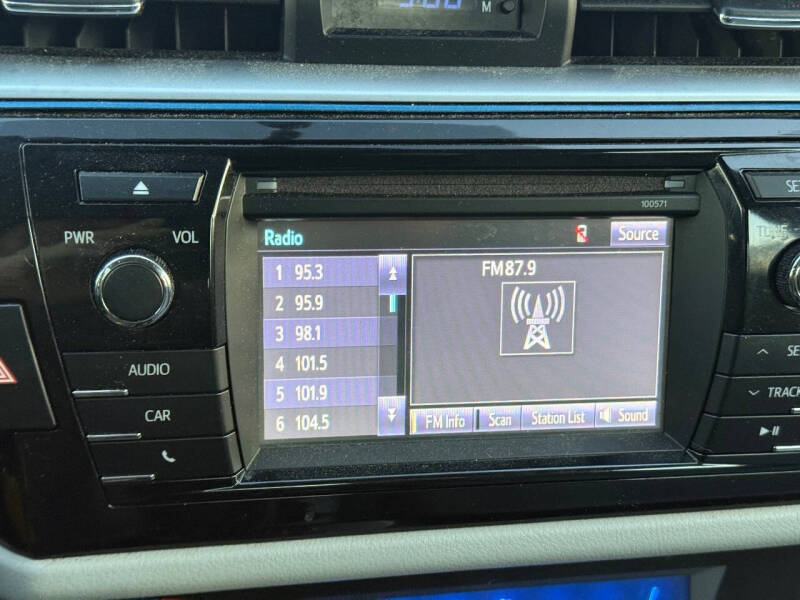 M
100571
PWR
VOL
Radio
Source
1 95.3
2 95.9
3 98.1
4 101.5
5 101.9
6 104.5
FM87.9
FM Info
Scan
Station List
Sound
AUDIO
CAR
TUNE
TRACK